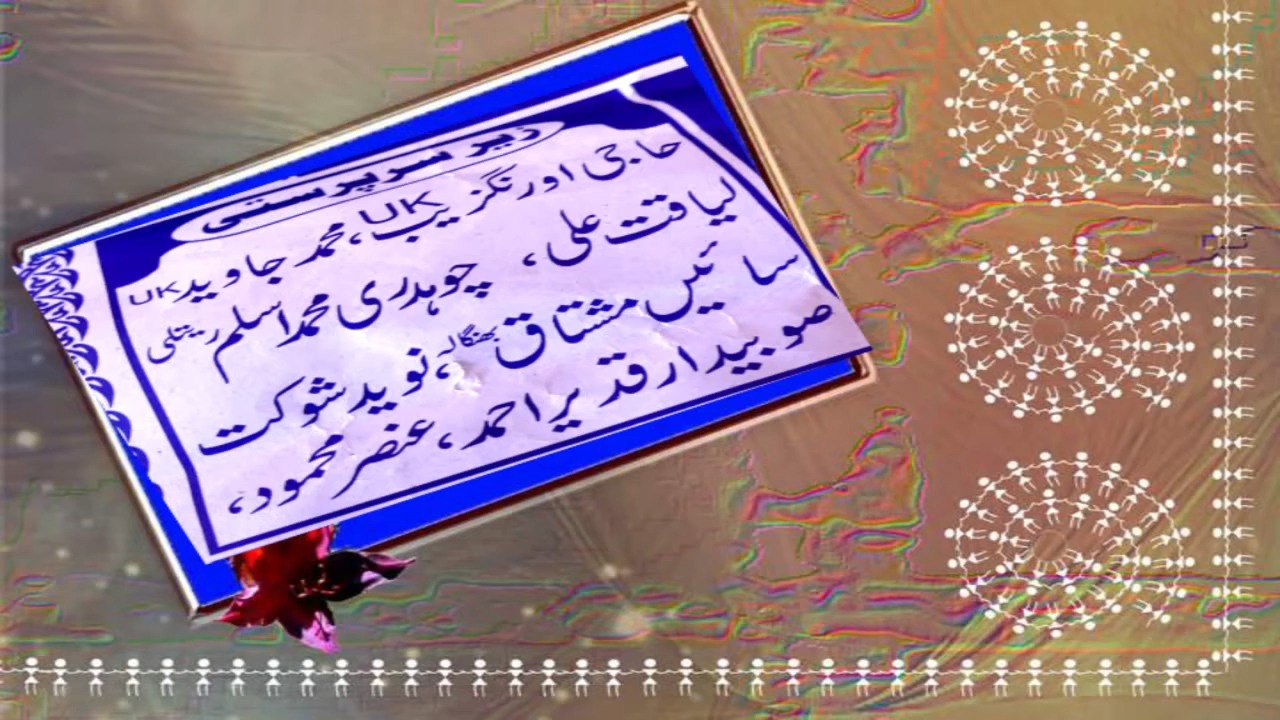 زیر سرپرستی
حاجی اورنگزیب UK، محمد جاوید UK
لیاقت علی، چوہدری محمد اسلم ریتلی
سائیں مشتاق بھنگالہ، نوید شوکت
صوبیدار قدیر احمد، عنصر محمود،